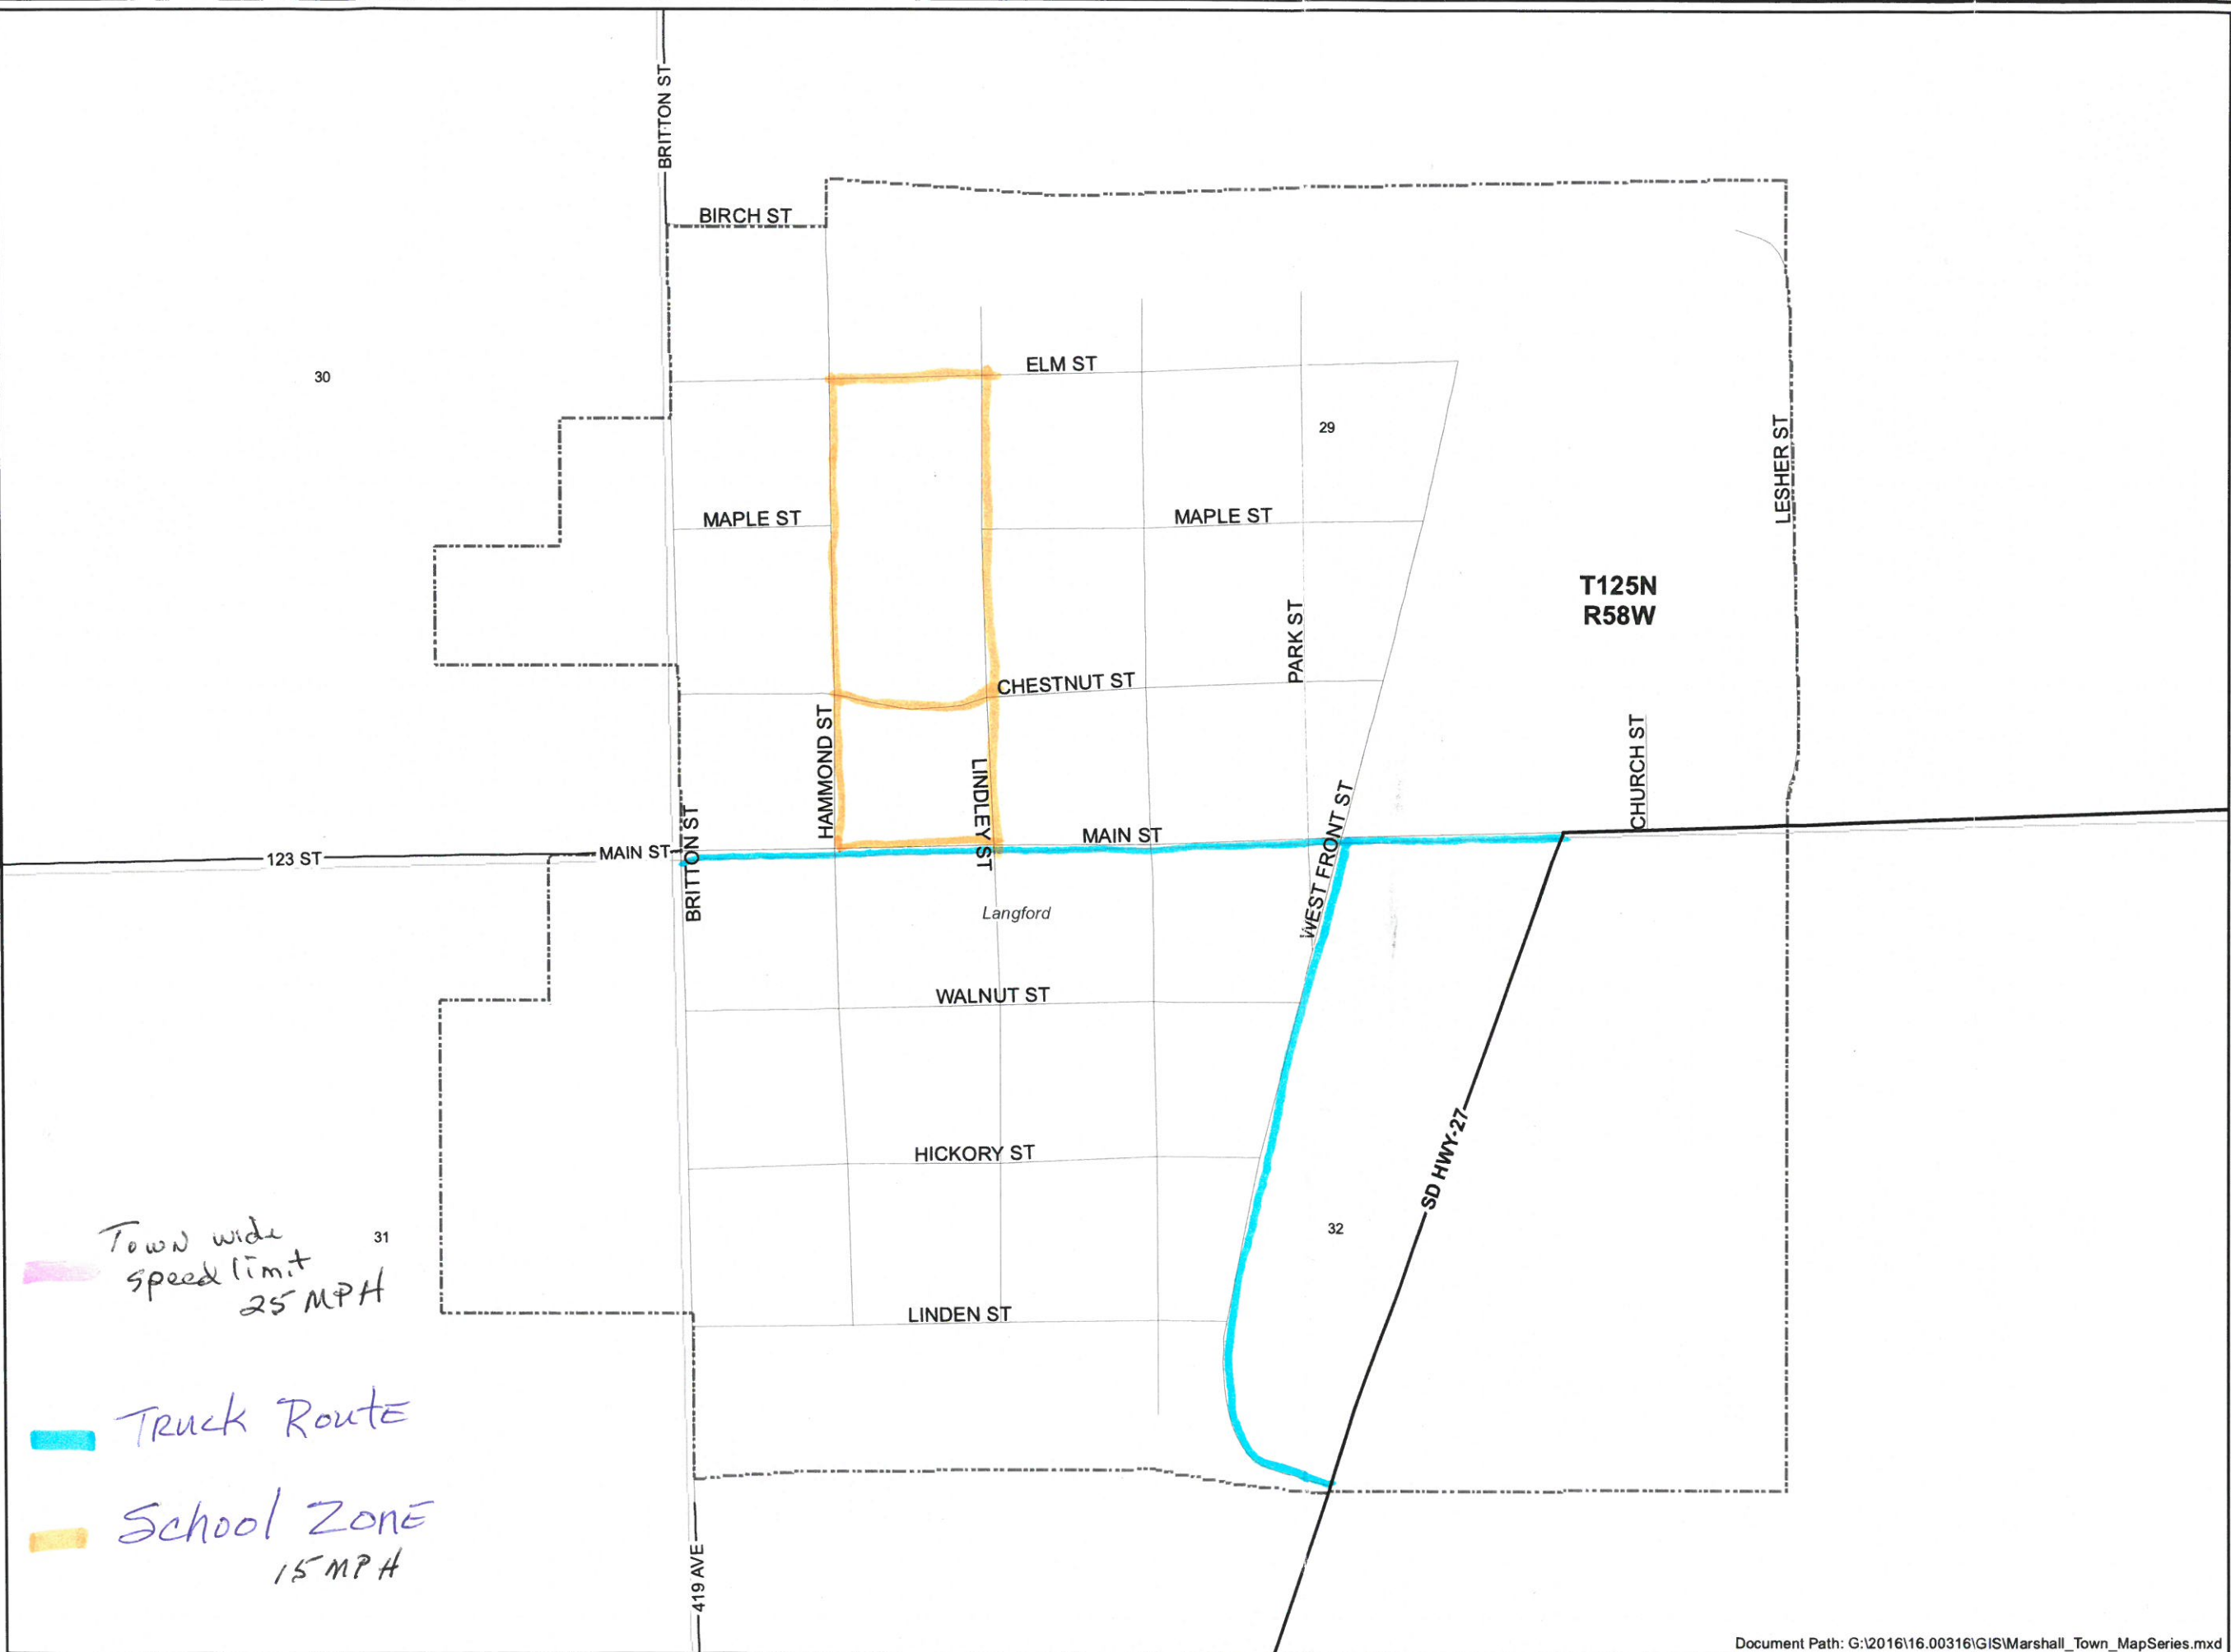 BRITTON ST
BIRCH ST
ELM ST
30
29
LESHER ST
MAPLE ST
MAPLE ST
T125N
R58W
PARK ST
CHESTNUT ST
HAMMOND ST
LINDLEY ST
CHURCH ST
WEST FRONT ST
MAIN ST
BRITTON ST
MAIN ST
123 ST
Langford
WALNUT ST
HICKORY ST
SD HWY-27
32
31
Town wide
speed limit
25 MPH
LINDEN ST
Truck Route
School Zone
15 MPH
419 AVE
Document Path: G:\2016\16.00316\GIS\Marshall_Town_MapSeries.mxd